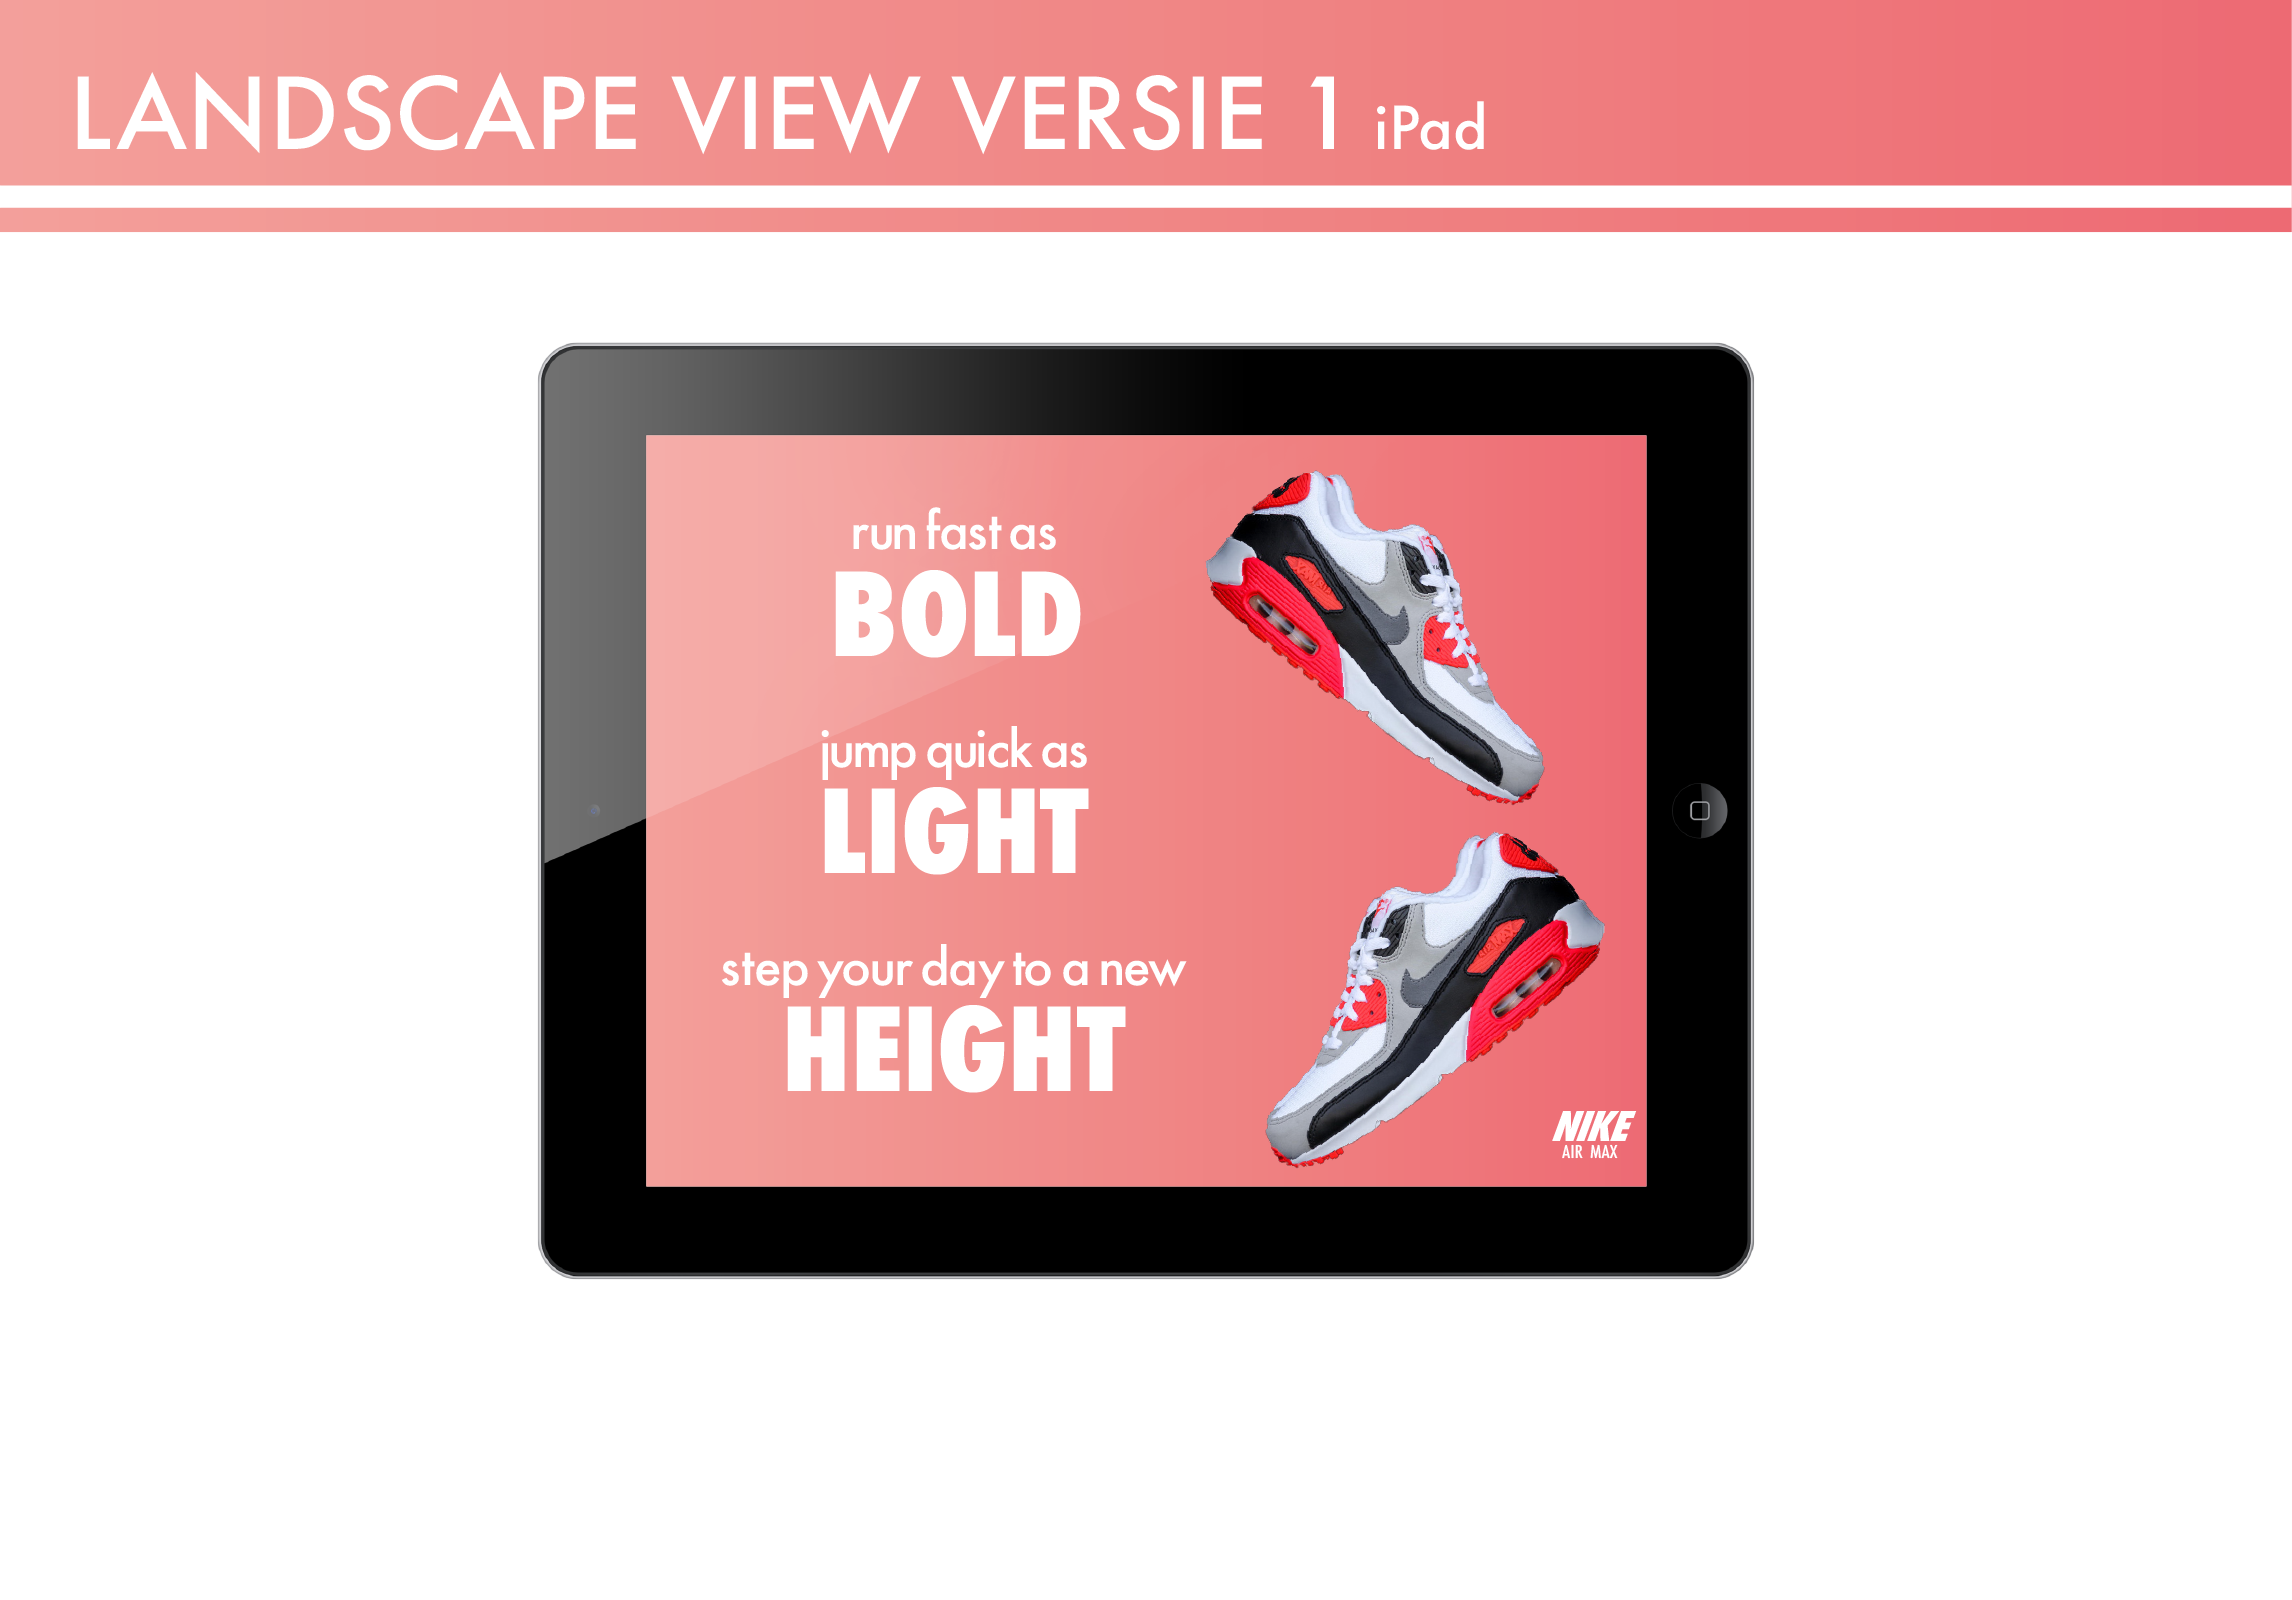 LANDSCAPE VIEW VERSIE 1 iPad
run fast as
BOLD
jump quick as
LIGHT
step your day to a new
HEIGHT
NIKE
AIR MAX